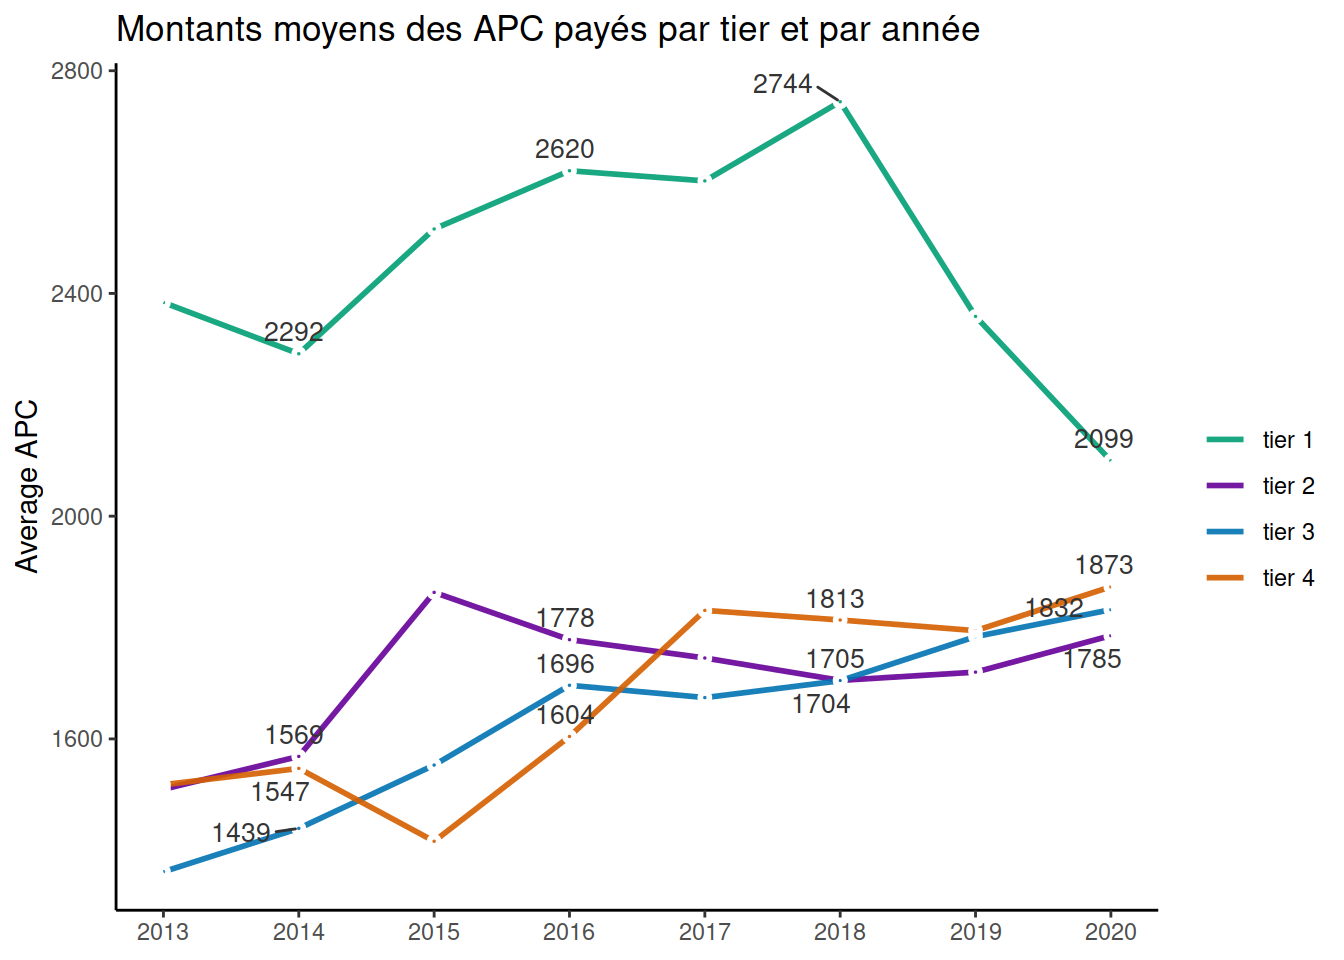 Montants moyens des APC payés par tier et par année
2800
2744
2620
2400
2292
2099
Average APC
tier 1
tier 2
2000
tier 3
1873
tier 4
1832
1813
1778
1705
1696
1785
1704
1604
1600
1569
1547
1439
2013 2014 2015 2016 2017 2018 2019 2020